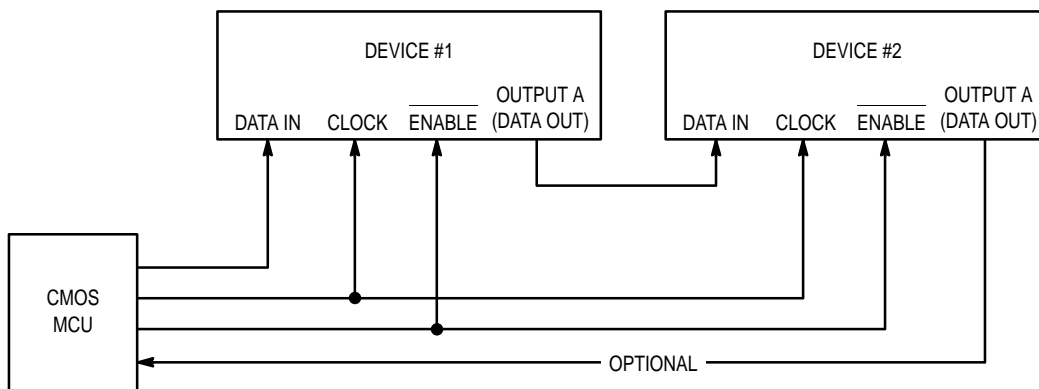 DEVICE #1
DATA IN
CLOCK
ENABLE
OUTPUT A
(DATA OUT)
DEVICE #2
DATA IN
CLOCK
ENABLE
OUTPUT A
(DATA OUT)
CMOS
MCU
OPTIONAL